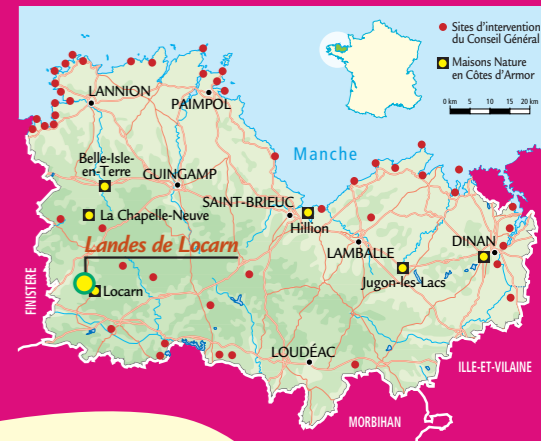 Sites d'intervention
du Conseil Général
Maisons Nature
en Côtes d'Armor
0 km 5 10 15 20 km
LANNION
PAIMPOL
Manche
Belle-Isle-
en-Terre
GUINGAMP
SAINT-BRIEUC
La Chapelle-Neuve
Hillion
LAMBALLE
DINAN
Landes de Locarn
Jugon-les-Lacs
FINISTÈRE
Locarn
LOUDÉAC
ILLE-ET-VILAINE
MORBIHAN